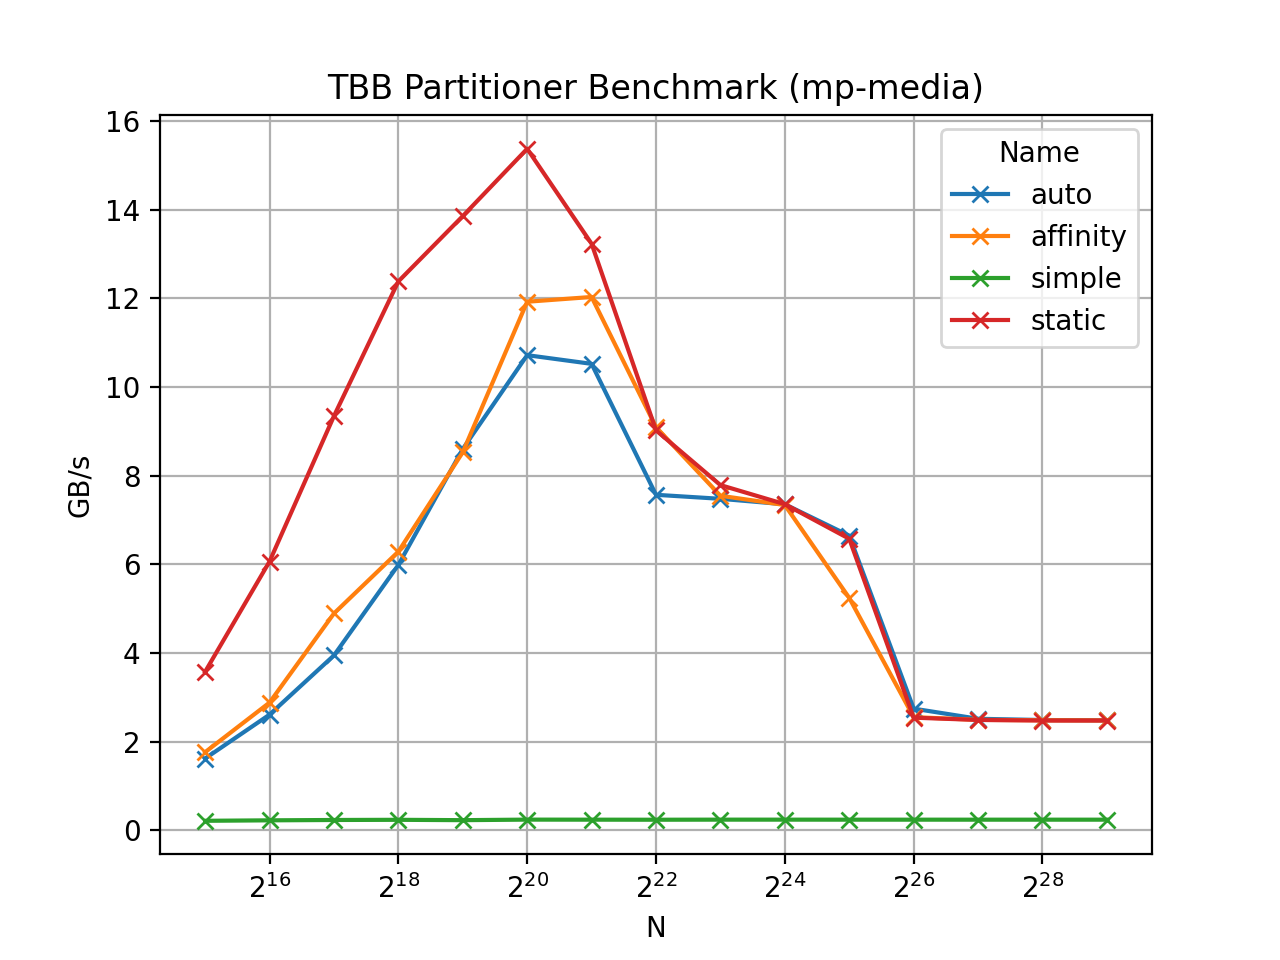 TBB Partitioner Benchmark (mp-media)
16
14
12
10
8
6
4
2
0
GB/s
Name
auto
affinity
simple
static
2^16 2^18 2^20 2^22 2^24 2^26 2^28
N